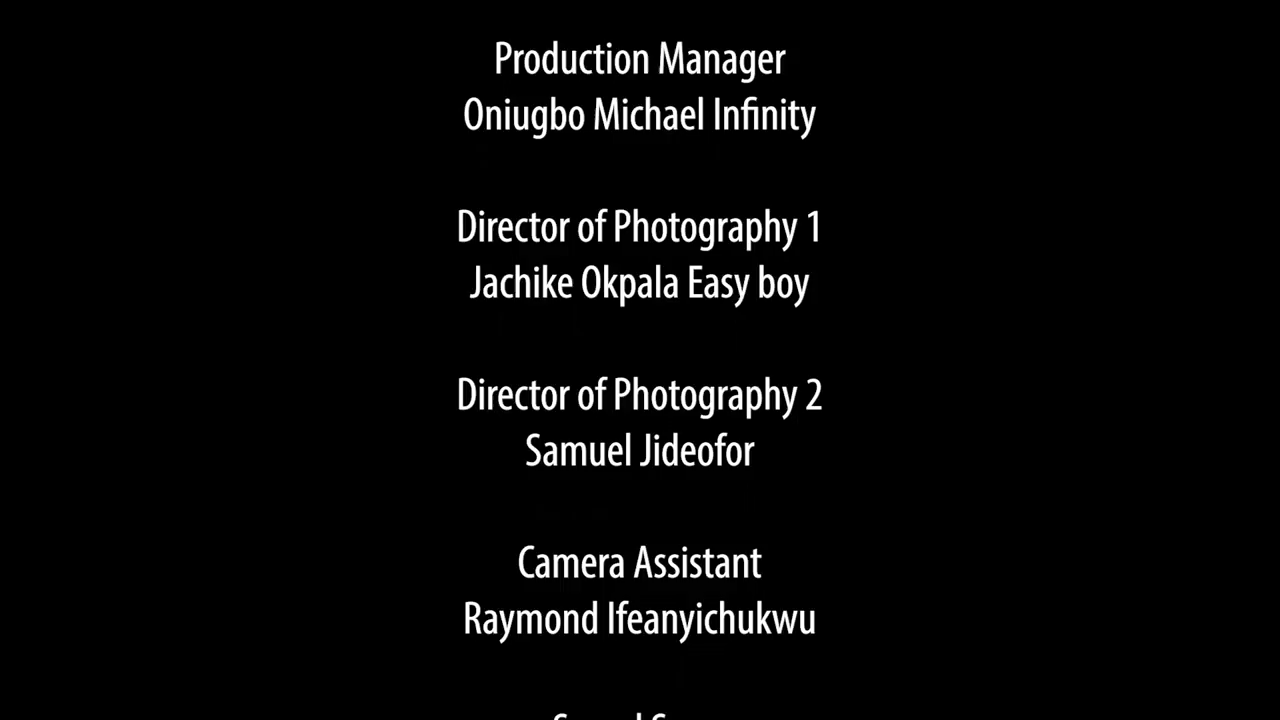 Production Manager
Oniugbo Michael Infinity
Director of Photography 1
Jachike Okpala Easy boy
Director of Photography 2
Samuel Jideofor
Camera Assistant
Raymond Ifeanyichukwu